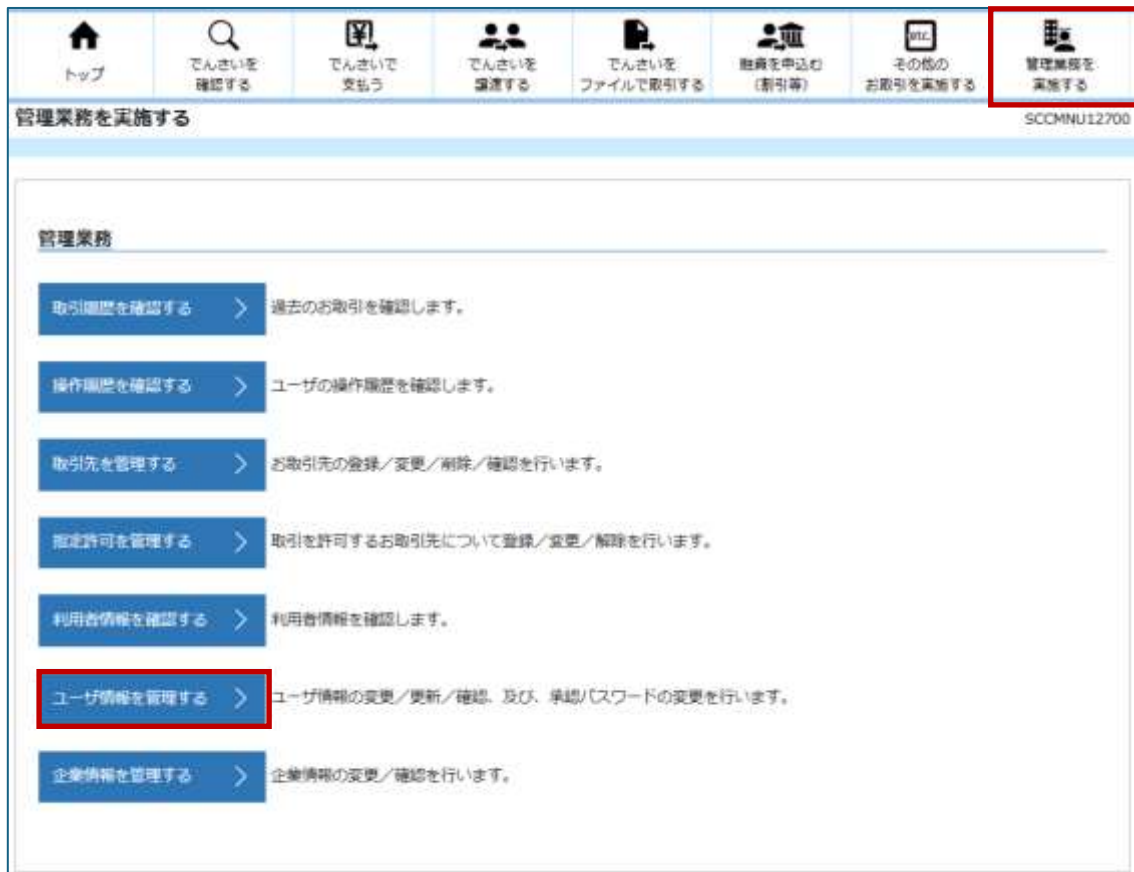 トップ
でんさいを
確認する
でんさいで
支払う
でんさいを
譲渡する
でんさいを
ファイルで取引する
融資を申込む
(割引等)
etc.
その他の
お取引を実施する
管理業務を
実施する
管理業務を実施する
SCCMNU12700
管理業務
取引履歴を確認する
過去のお取引を確認します。
操作履歴を確認する
ユーザの操作履歴を確認します。
取引先を管理する
お取引先の登録／変更／削除／確認を行います。
指定許可を管理する
取引を許可するお取引先について登録／変更／解除を行います。
利用者情報を確認する
利用者情報を確認します。
ユーザ情報を管理する
ユーザ情報の変更／更新／確認、及び、承認パスワードの変更を行います。
企業情報を管理する
企業情報の変更／確認を行います。